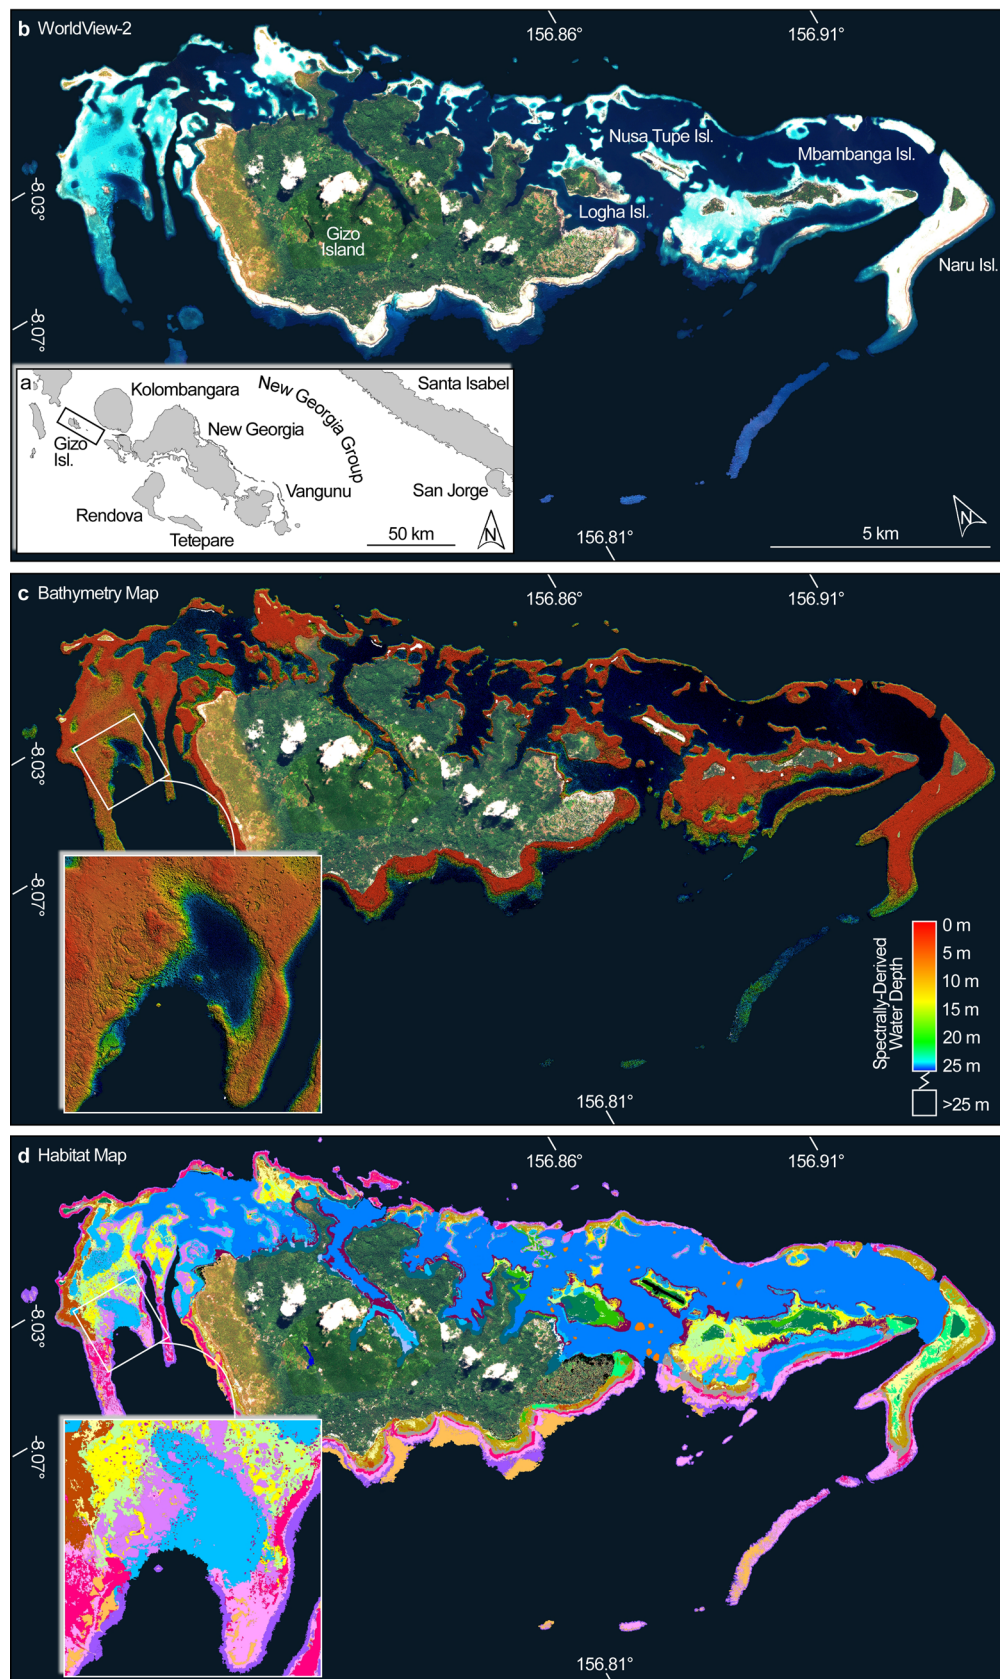 b WorldView-2
156.86°
156.91°
Nusa Tupe Isl.
Mbambanga Isl.
-8.03°
Logha Isl.
Gizo
Island
Naru Isl.
-8.07°
a
Kolombangara
New Georgia Group
Santa Isabel
New Georgia
Gizo
Isl.
Vangunu
San Jorge
Rendova
Tetepare
50 km
N
156.81°
5 km
N
c Bathymetry Map
156.86°
156.91°
-8.03°
-8.07°
Spectrally-Derived
Water Depth
0 m
5 m
10 m
15 m
20 m
25 m
>25 m
156.81°
d Habitat Map
156.86°
156.91°
-8.03°
-8.07°
156.81°